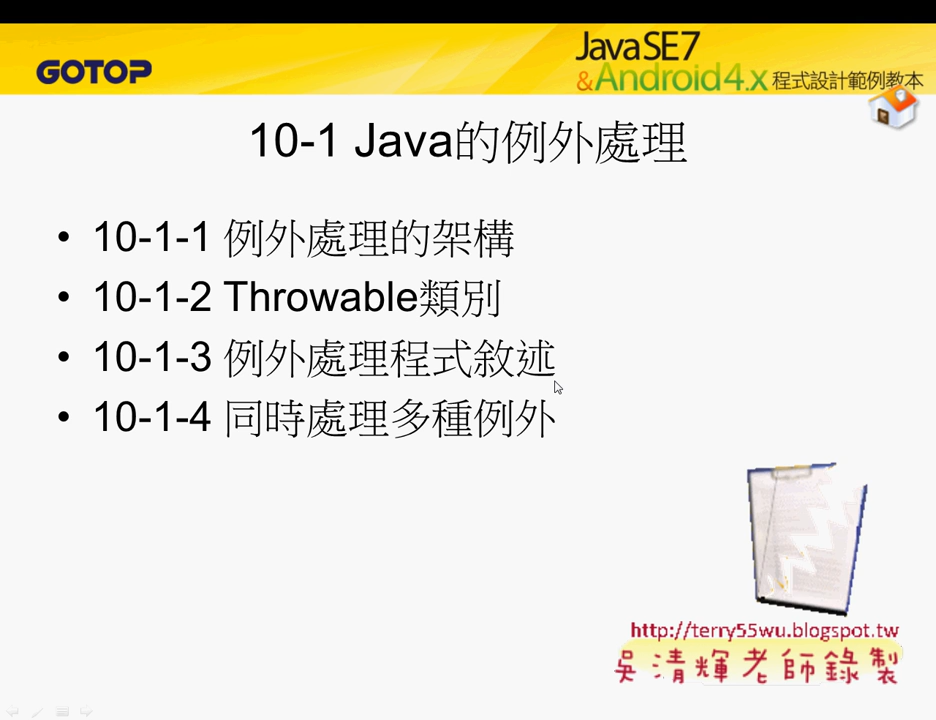 GOTOP
Java SE7
&Android4.x 程式設計範例教本
10-1 Java的例外處理
• 10-1-1 例外處理的架構
• 10-1-2 Throwable類別
• 10-1-3 例外處理程式敘述
• 10-1-4 同時處理多種例外
http://terry55wu.blogspot.tw
吳清輝老師錄製